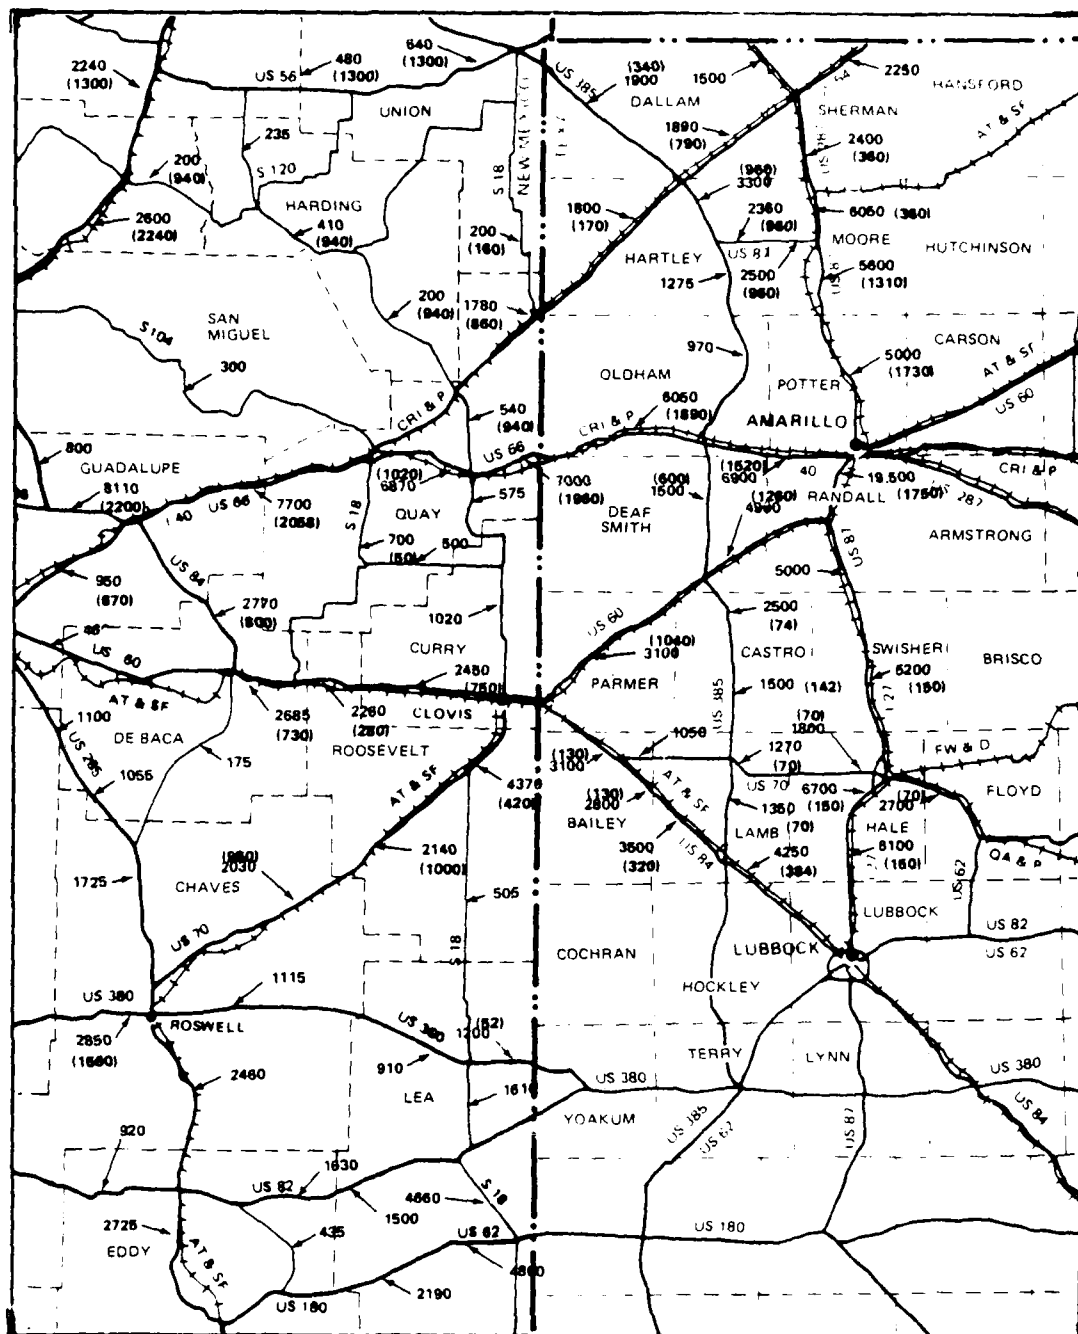 640
(1300)
480
(1300)
2240
(1300)
US 56
UNION
US 385
(340)
1900
DALLAM
1500
54
2250
HANSFORD
SHERMAN
AT & SF
NEW MEXICO
235
S 120
200
(940)
HARDING
S 18
1890
(790)
2400
(360)
(960)
3300
2360
(960)
6050
(360)
MOORE
HUTCHINSON
2600
(2240)
410
(940)
200
(160)
1800
(170)
HARTLEY
US 87
1275
2500
(960)
5600
(1310)
200
(940)
1780
(860)
SAN
MIGUEL
S 104
300
970
OLDHAM
POTTER
5000
(1730)
CARSON
AT & SF
US 60
AMARILLO
CRI & P
540
(940)
US 66
CRI & P
6050
(1890)
800
GUADALUPE
8110
(2200)
40
US 66
7700
(2058)
(1020)
6870
S 18
QUAY
575
7000
(1960)
DEAF
SMITH
(600)
1500
(1520)
6900
40
19,500
(1750)
CRI & P
US 287
RANDALL
(1260)
4900
ARMSTRONG
700
(50)
500
US 84
950
(670)
2770
(800)
1020
US 87
5000
2500
(74)
US 60
CURRY
US 60
(1040)
3100
PARMER
CASTRO
SWISHER
5200
(150)
BRISCO
2450
(750)
CLOVIS
AT & SF
2685
(730)
2280
(280)
ROOSEVELT
US 385
1500
(142)
I 27
1100
US 285
1055
DE BACA
175
(130)
3100
1050
(70)
1800
1270
(70)
US 70
FW & D
FLOYD
AT & SF
4370
(420)
(130)
2800
BAILEY
AT & SF
US 84
1350
(70)
LAMB
6700
(150)
(70)
2700
HALE
8100
(160)
2140
(1000)
3500
(320)
4250
(384)
QA & P
US 62
2030
CHAVES
1725
505
S 18
US 70
LUBBOCK
US 82
US 62
COCHRAN
LUBBOCK
HOCKLEY
1115
US 380
2850
(1560)
ROSWELL
US 380
910
(52)
1200
TERRY
LYNN
2460
LEA
1610
US 380
US 380
YOAKUM
US 385
US 62
US 87
US 84
920
US 82
1630
1500
4660
S 18
2725
EDDY
AT & SF
435
US 62
4800
US 180
2190
US 180